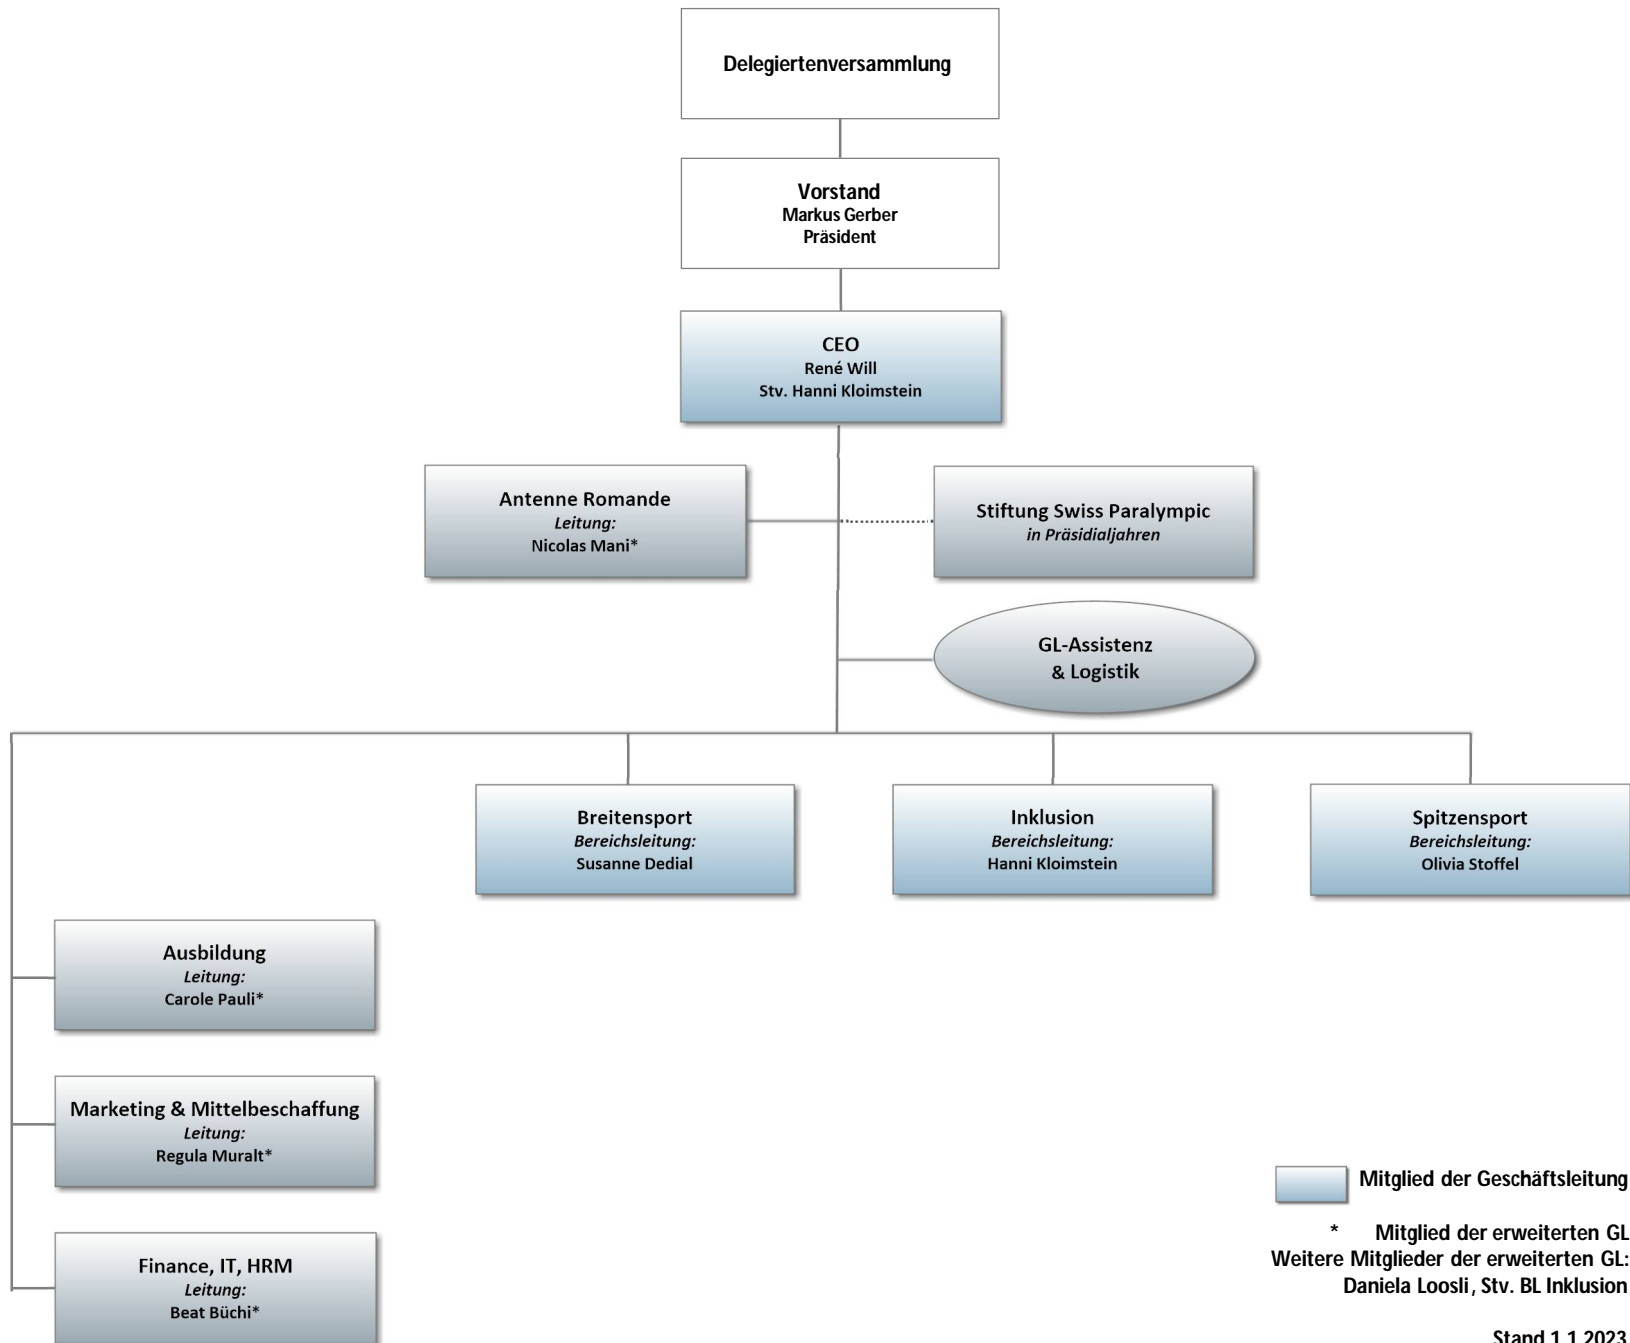 Delegiertenversammlung
Vorstand
Markus Gerber
Präsident
CEO
René Will
Stv. Hanni Kloimstein
Antenne Romande
Leitung:
Nicolas Mani*
Stiftung Swiss Paralympic
in Präsidialjahren
GL-Assistenz
& Logistik
Breitensport
Bereichsleitung:
Susanne Dedial
Inklusion
Bereichsleitung:
Hanni Kloimstein
Spitzensport
Bereichsleitung:
Olivia Stoffel
Ausbildung
Leitung:
Carole Pauli*
Marketing & Mittelbeschaffung
Leitung:
Regula Muralt*
Finance, IT, HRM
Leitung:
Beat Büchi*
Mitglied der Geschäftsleitung
* Mitglied der erweiterten GL
Weitere Mitglieder der erweiterten GL:
Daniela Loosli, Stv. BL Inklusion
Stand 1.1.2023